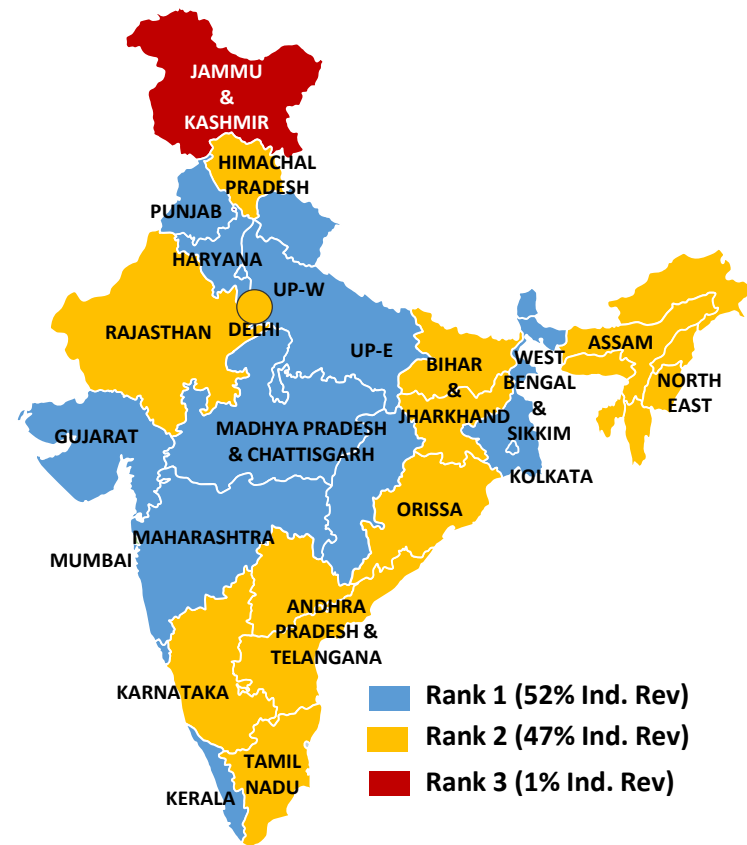 JAMMU
&
KASHMIR
HIMACHAL
PRADESH
PUNJAB
HARYANA
UP-W
DELHI
RAJASTHAN
UP-E
BIHAR
&
JHARKHAND
WEST
BENGAL
&
SIKKIM
ASSAM
NORTH
EAST
GUJARAT
MADHYA PRADESH
& CHATTISGARH
KOLKATA
ORISSA
MAHARASHTRA
MUMBAI
ANDHRA
PRADESH &
TELANGANA
KARNATAKA
TAMIL
NADU
KERALA
Rank 1 (52% Ind. Rev)
Rank 2 (47% Ind. Rev)
Rank 3 (1% Ind. Rev)